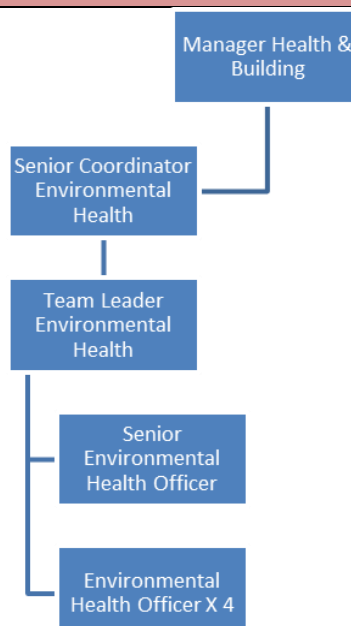 Manager Health &
Building
Senior Coordinator
Environmental
Health
Team Leader
Environmental
Health
Senior
Environmental
Health Officer
Environmental
Health Officer X 4